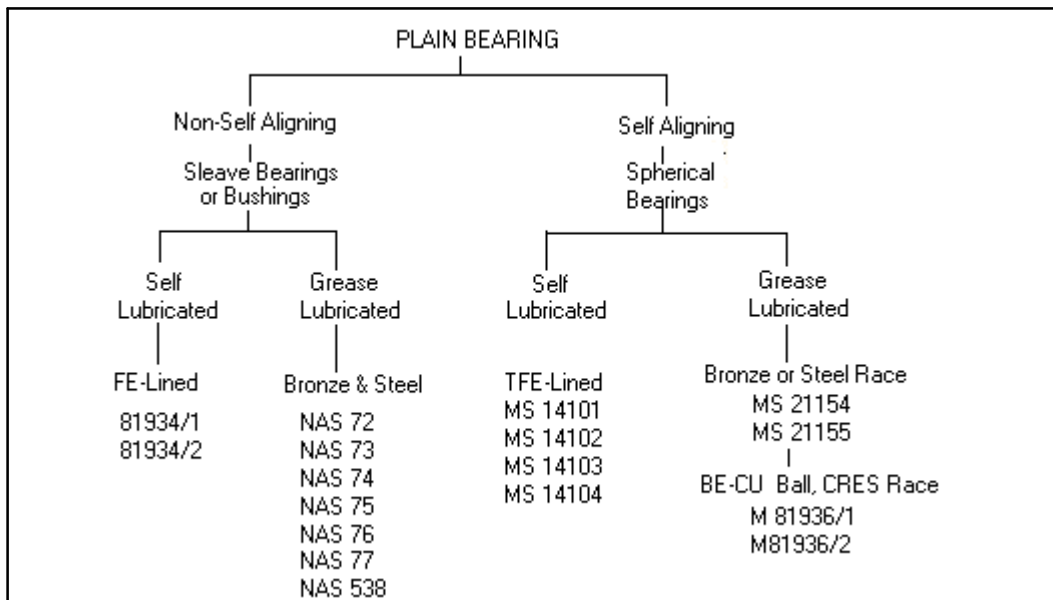 PLAIN BEARING
Non-Self Aligning
Sleave Bearings
or Bushings
Self
Lubricated
FE-Lined
81934/1
81934/2
Grease
Lubricated
Bronze & Steel
NAS 72
NAS 73
NAS 74
NAS 75
NAS 76
NAS 77
NAS 538
Self Aligning
Spherical
Bearings
Self
Lubricated
TFE-Lined
MS 14101
MS 14102
MS 14103
MS 14104
Grease
Lubricated
Bronze or Steel Race
MS 21154
MS 21155
BE-CU Ball, CRES Race
M 81936/1
M81936/2